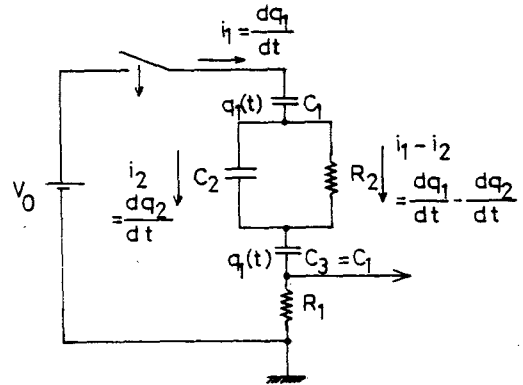 i₁ = dq₁/dt
q₁(t) C₁
V₀
i₂ = dq₂/dt
C₂
R₂
i₁ - i₂ = dq₁/dt - dq₂/dt
q₁(t) C₃ = C₁
R₁